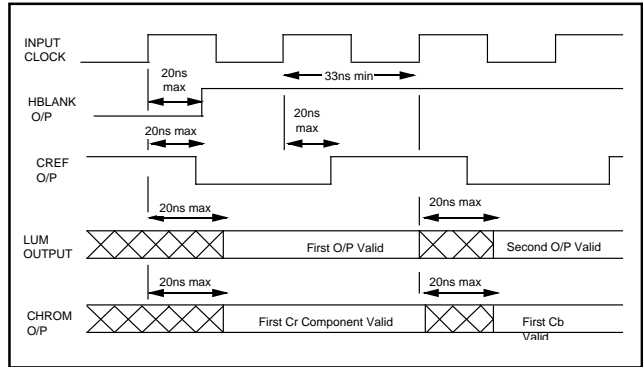 INPUT
CLOCK
20ns
max
33ns min
HBLANK
O/P
20ns max
20ns
max
CREF
O/P
20ns max
20ns max
LUM
OUTPUT
First O/P Valid
Second O/P Valid
20ns max
20ns max
CHROM
O/P
First Cr Component Valid
First Cb
Valid